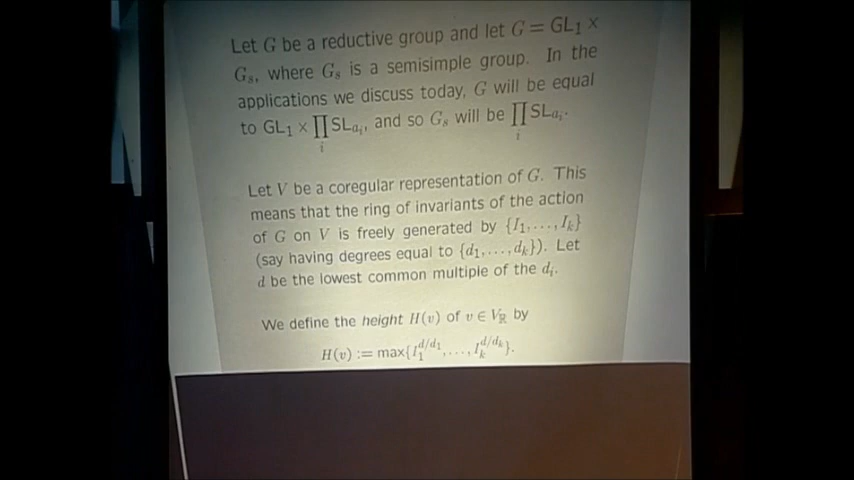 Let G be a reductive group and let G = GL₁ ×
Gₛ, where Gₛ is a semisimple group. In the
applications we discuss today, G will be equal
to GL₁ × ∏ᵢ SL_{aᵢ}, and so Gₛ will be ∏ᵢ SL_{aᵢ}.
Let V be a coregular representation of G. This
means that the ring of invariants of the action
of G on V is freely generated by {I₁,...,Iₖ}
(say having degrees equal to {d₁,...,dₖ}). Let
d be the lowest common multiple of the dᵢ.
We define the height H(v) of v ∈ V_ℝ by
H(v) := max{I₁^{d/d₁},...,Iₖ^{d/dₖ}}.